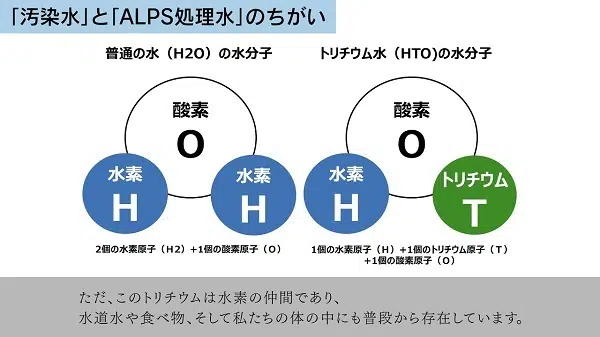 「汚染水」と「ALPS処理水」のちがい
普通の水（H2O）の水分子
トリチウム水（HTO)の水分子
酸素
O
水素
H
水素
H
酸素
O
水素
H
トリチウム
T
2個の水素原子（H2）+1個の酸素原子（O）
1個の水素原子（H）+1個のトリチウム原子（T）
+1個の酸素原子（O）
ただ、このトリチウムは水素の仲間であり、
水道水や食べ物、そして私たちの体の中にも普段から存在しています。